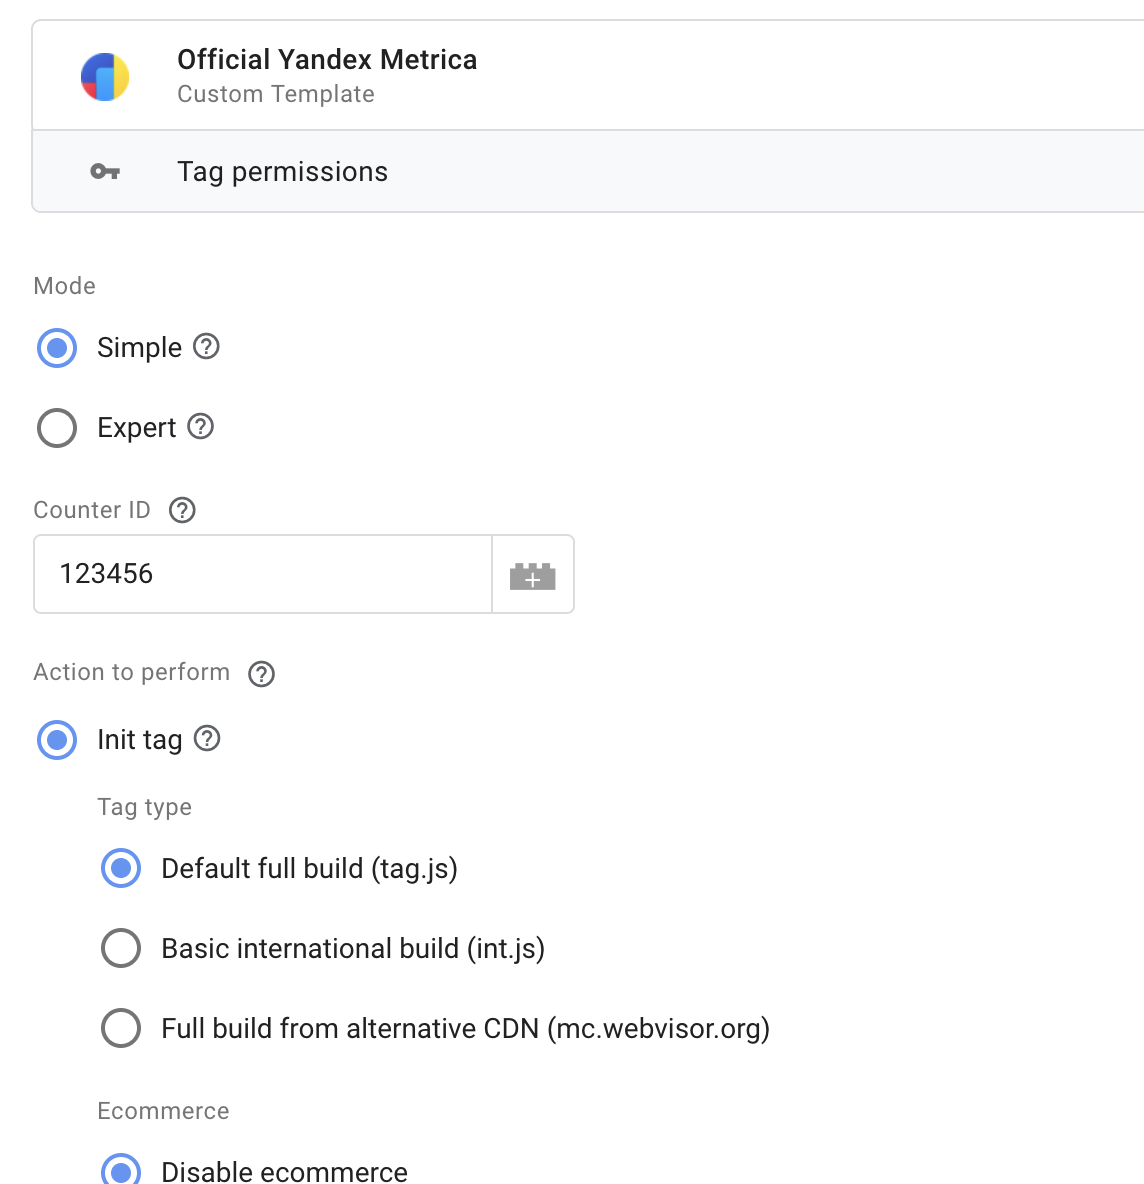 Official Yandex Metrica
Custom Template
Tag permissions
Mode
Simple
Expert
Counter ID
123456
Action to perform
Init tag
Tag type
Default full build (tag.js)
Basic international build (int.js)
Full build from alternative CDN (mc.webvisor.org)
Ecommerce
Disable ecommerce